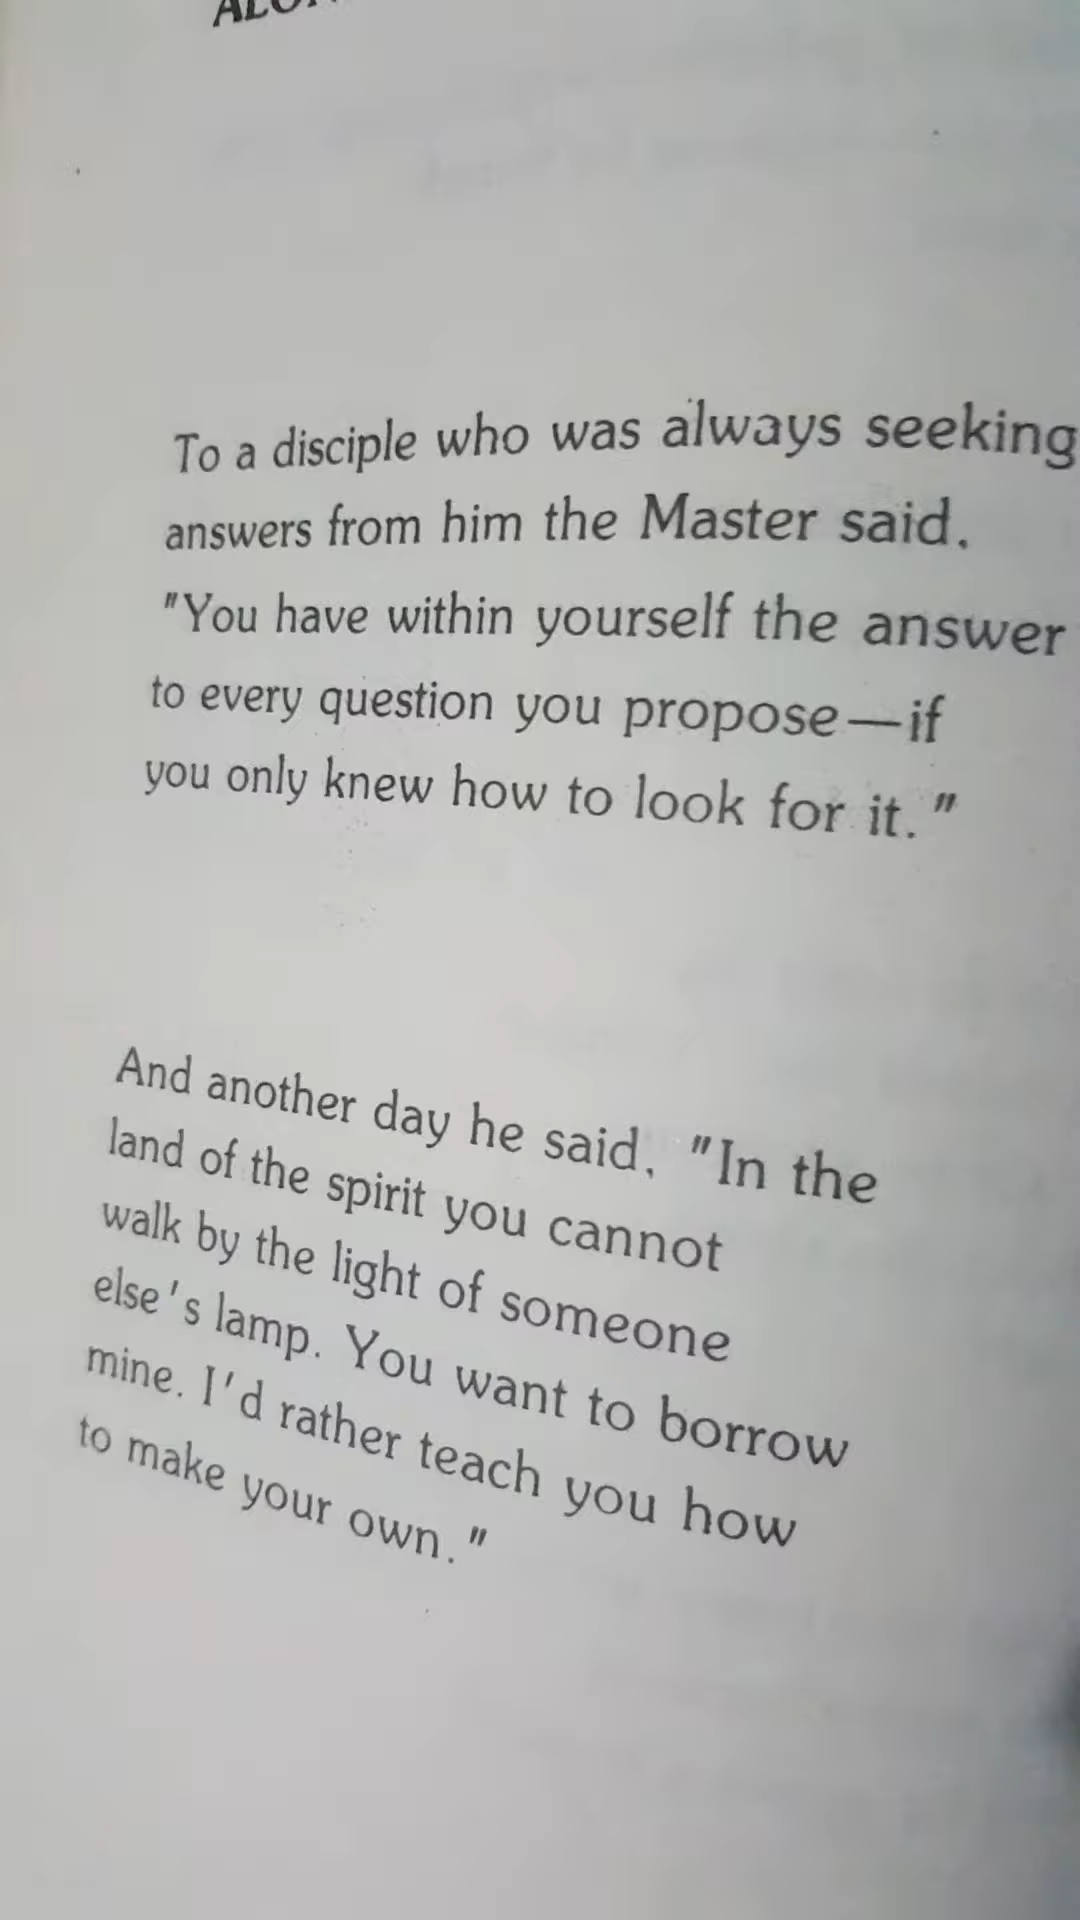 To a disciple who was always seeking
answers from him the Master said.
"You have within yourself the answer
to every question you propose—if
you only knew how to look for it."
And another day he said, "In the
land of the spirit you cannot
walk by the light of someone
else's lamp. You want to borrow
mine. I'd rather teach you how
to make your own."